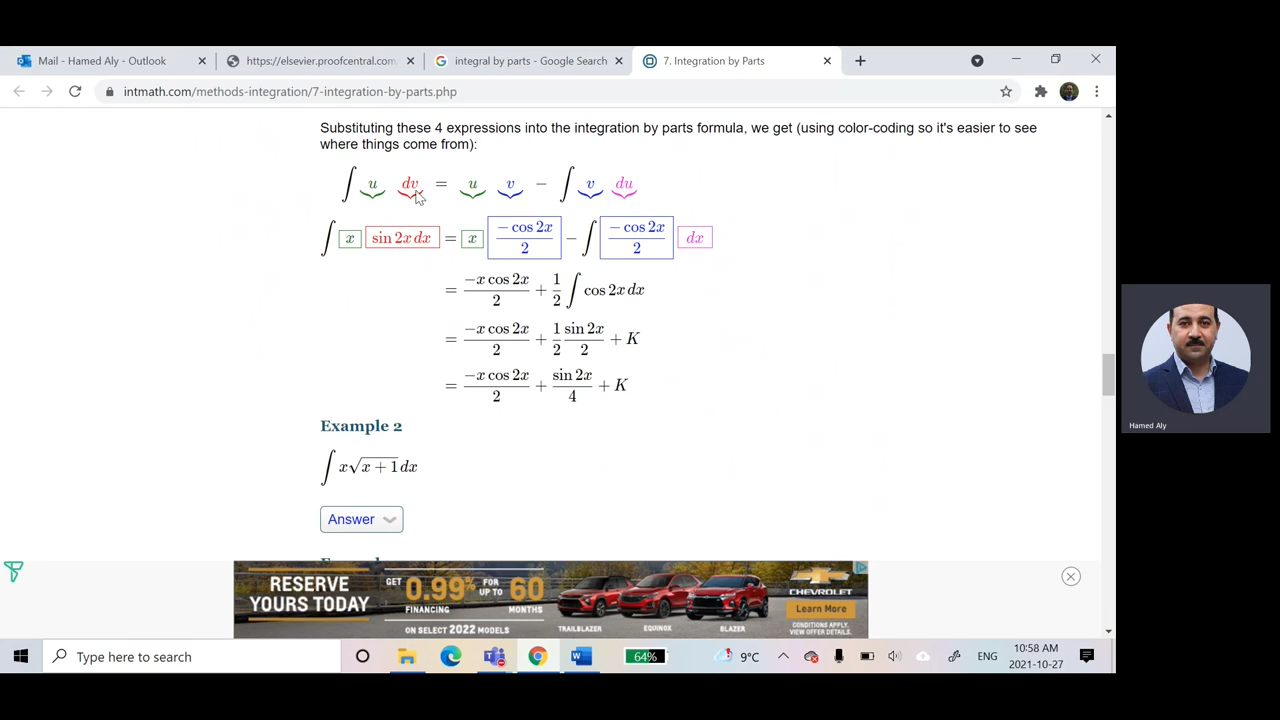 Mail - Hamed Aly - Outlook
https://elsevier.proofcentral.com
integral by parts - Google Search
7. Integration by Parts
intmath.com/methods-integration/7-integration-by-parts.php
Substituting these 4 expressions into the integration by parts formula, we get (using color-coding so it's easier to see
where things come from):
∫ u dv = u v − ∫ v du
∫ x sin 2x dx = x (−cos 2x)/2 − ∫ (−cos 2x)/2 dx
= (−x cos 2x)/2 + 1/2 ∫ cos 2x dx
= (−x cos 2x)/2 + 1/2 (sin 2x)/2 + K
= (−x cos 2x)/2 + (sin 2x)/4 + K
Example 2
∫ x√(x + 1) dx
Answer
RESERVE
YOURS TODAY
GET 0.99% FOR UP TO 60
FINANCING MONTHS
ON SELECT 2022 MODELS
TRAILBLAZER EQUINOX BLAZER
CHEVROLET
Learn More
CONDITIONS APPLY.
VIEW OFFER DETAILS.
Type here to search
64%
9°C
ENG
10:58 AM
2021-10-27
Hamed Aly